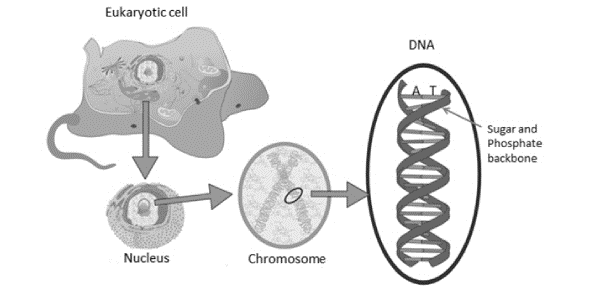 Eukaryotic cell
DNA
A T
Sugar and
Phosphate
backbone
Nucleus
Chromosome